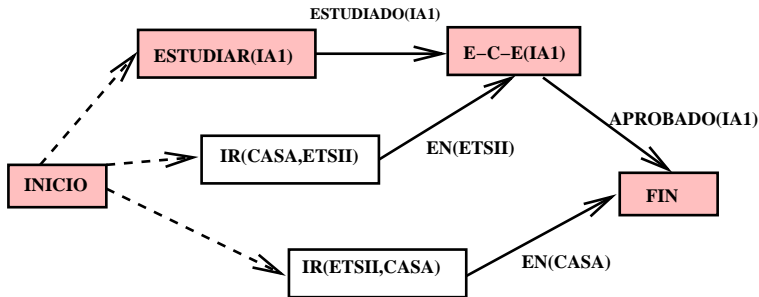 ESTUDIADO(IA1)
ESTUDIAR(IA1)
E–C–E(IA1)
APROBADO(IA1)
IR(CASA,ETSII)
EN(ETSII)
INICIO
FIN
IR(ETSII,CASA)
EN(CASA)